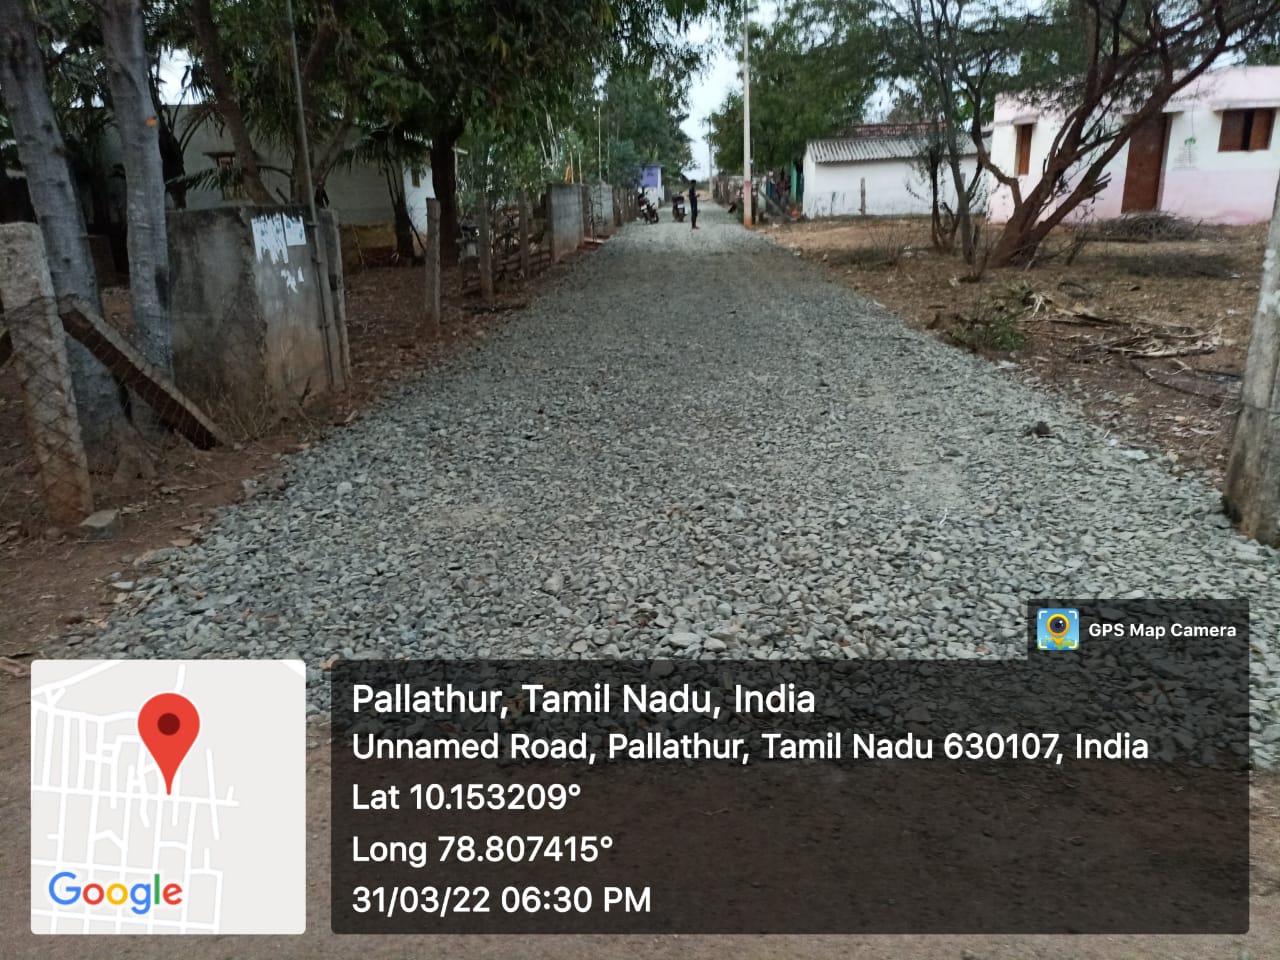 GPS Map Camera
Pallathur, Tamil Nadu, India
Unnamed Road, Pallathur, Tamil Nadu 630107, India
Lat 10.153209°
Long 78.807415°
31/03/22 06:30 PM
Google